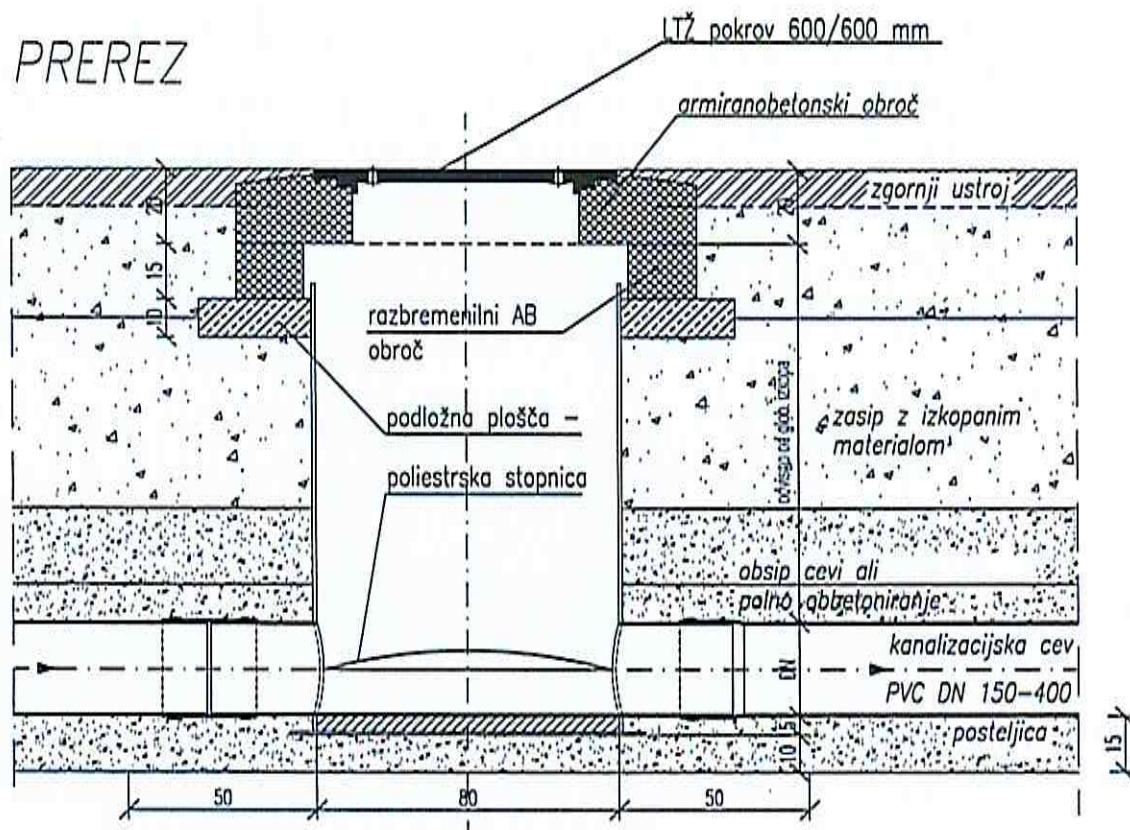 PREREZ
LTŽ pokrov 600/600 mm
armiranobetonski obroč
zgornji ustroj
20
20
15
10
razbremenilni AB
obroč
podložna plošča –
poliestrska stopnica
zasip z izkopanim
materialom
obsip cevi ali
polno obbetoniranje
kanalizacijska cev
DN
PVC DN 150-400
posteljica
5
10
15
50
80
50